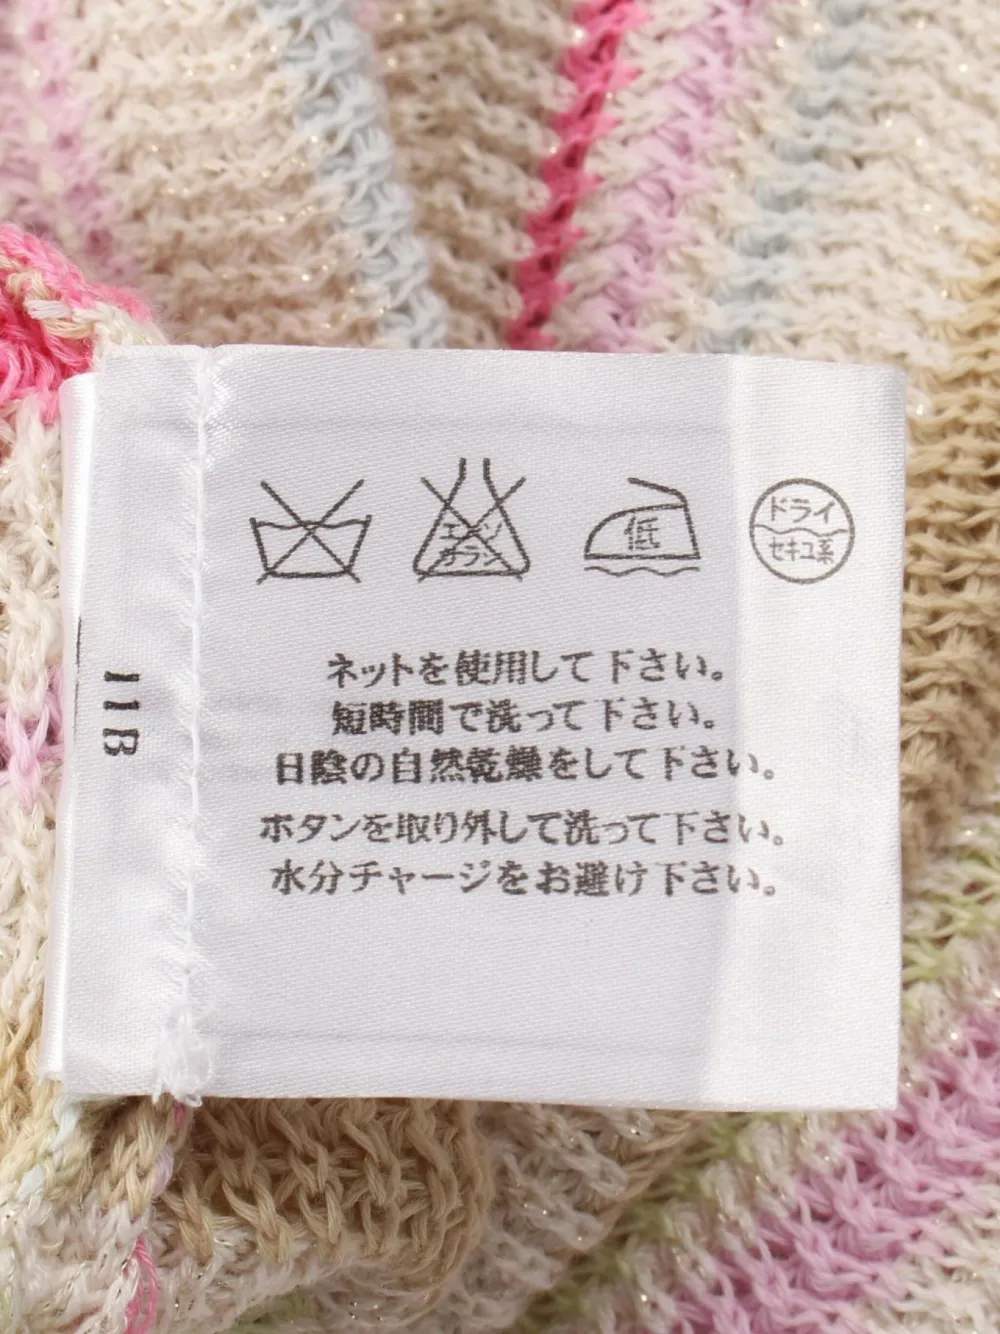 エンソ
サラシ
低
ドライ
セキユ系
ネットを使用して下さい。
短時間で洗って下さい。
日陰の自然乾燥をして下さい。
ボタンを取り外して洗って下さい。
水分チャージをお避け下さい。
11B